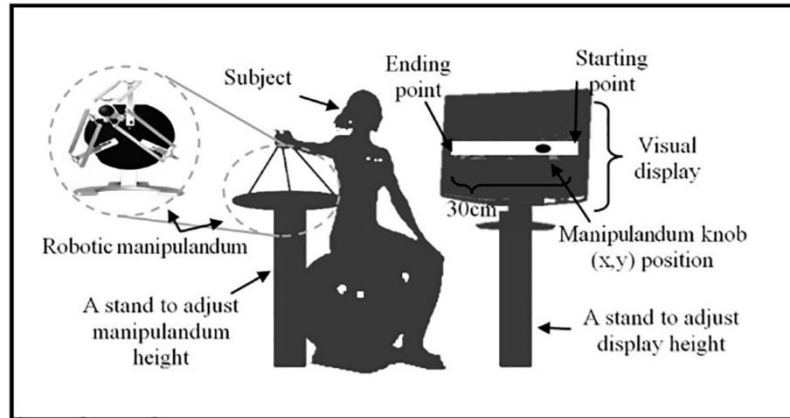 Subject
Ending
point
Starting
point
Visual
display
30cm
Robotic manipulandum
Manipulandum knob
(x,y) position
A stand to adjust
manipulandum
height
A stand to adjust
display height